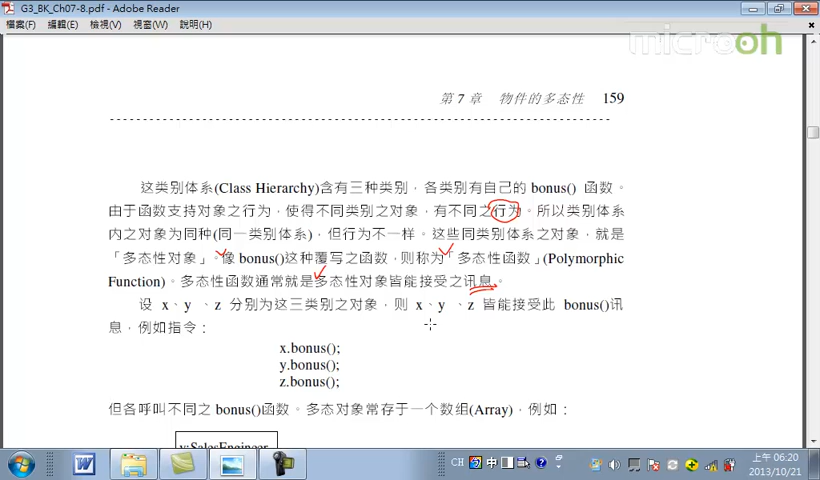 G3_BK_Ch07-8.pdf - Adobe Reader
檔案(F) 編輯(E) 檢視(V) 視窗(W) 說明(H)
microoh
第 7 章 物件的多态性 159
这类别体系(Class Hierarchy)含有三种类别，各类别有自己的 bonus() 函数。
由于函数支持对象之行为，使得不同类别之对象，有不同之行为。所以类别体系
内之对象为同种(同一类别体系)，但行为不一样。这些同类别体系之对象，就是
「多态性对象」。像 bonus()这种覆写之函数，则称为「多态性函数」(Polymorphic
Function)。多态性函数通常就是多态性对象皆能接受之讯息。
设 x、y 、z 分别为这三类别之对象，则 x、y 、z 皆能接受此 bonus()讯
息，例如指令：
x.bonus();
y.bonus();
z.bonus();
但各呼叫不同之 bonus()函数。多态对象常存于一个数组(Array)，例如：
CH 中
上午 06:20
2013/10/21